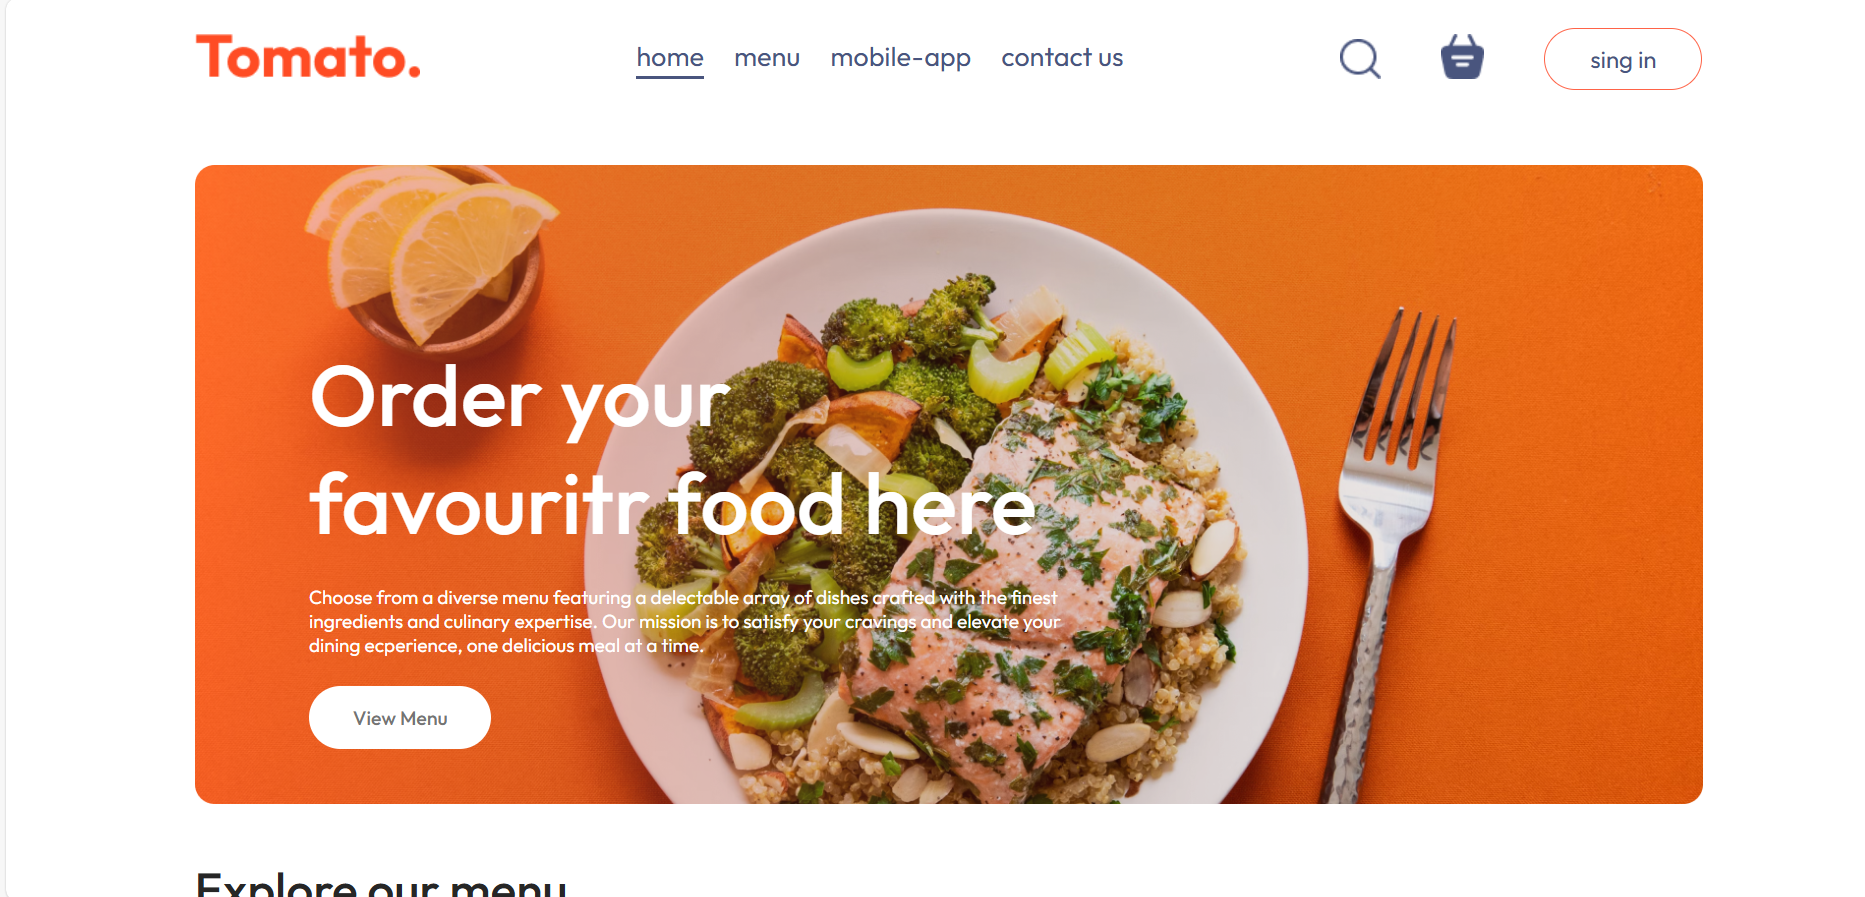 Tomato.
home menu mobile-app contact us
sing in
Order your
favouritr food here
Choose from a diverse menu featuring a delectable array of dishes crafted with the finest
ingredients and culinary expertise. Our mission is to satisfy your cravings and elevate your
dining ecperience, one delicious meal at a time.
View Menu
Explore our menu